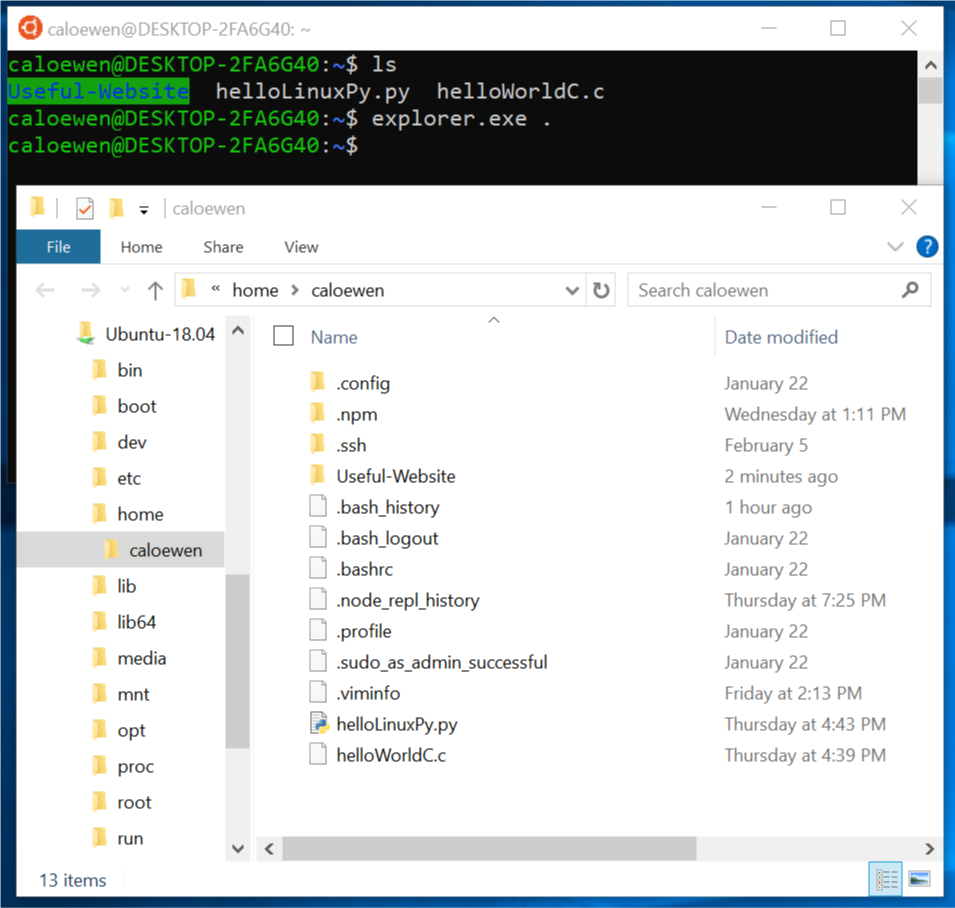 caloewen@DESKTOP-2FA6G40: ~
caloewen@DESKTOP-2FA6G40:~$ ls
Useful-Website helloLinuxPy.py helloWorldC.c
caloewen@DESKTOP-2FA6G40:~$ explorer.exe .
caloewen@DESKTOP-2FA6G40:~$
caloewen
File Home Share View ?
« home > caloewen Search caloewen
Ubuntu-18.04
bin
boot
dev
etc
home
caloewen
lib
lib64
media
mnt
opt
proc
root
run
Name Date modified
.config January 22
.npm Wednesday at 1:11 PM
.ssh February 5
Useful-Website 2 minutes ago
.bash_history 1 hour ago
.bash_logout January 22
.bashrc January 22
.node_repl_history Thursday at 7:25 PM
.profile January 22
.sudo_as_admin_successful January 22
.viminfo Friday at 2:13 PM
helloLinuxPy.py Thursday at 4:43 PM
helloWorldC.c Thursday at 4:39 PM
13 items